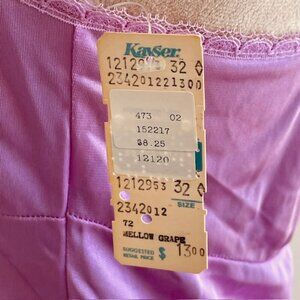 Kayser
1212953 32
2342012213 00
473 02
152217
$8.25
12120
1212953 32
SIZE
2342012
72
MELLOW GRAPE
SUGGESTED
RETAIL PRICE $ 13 00